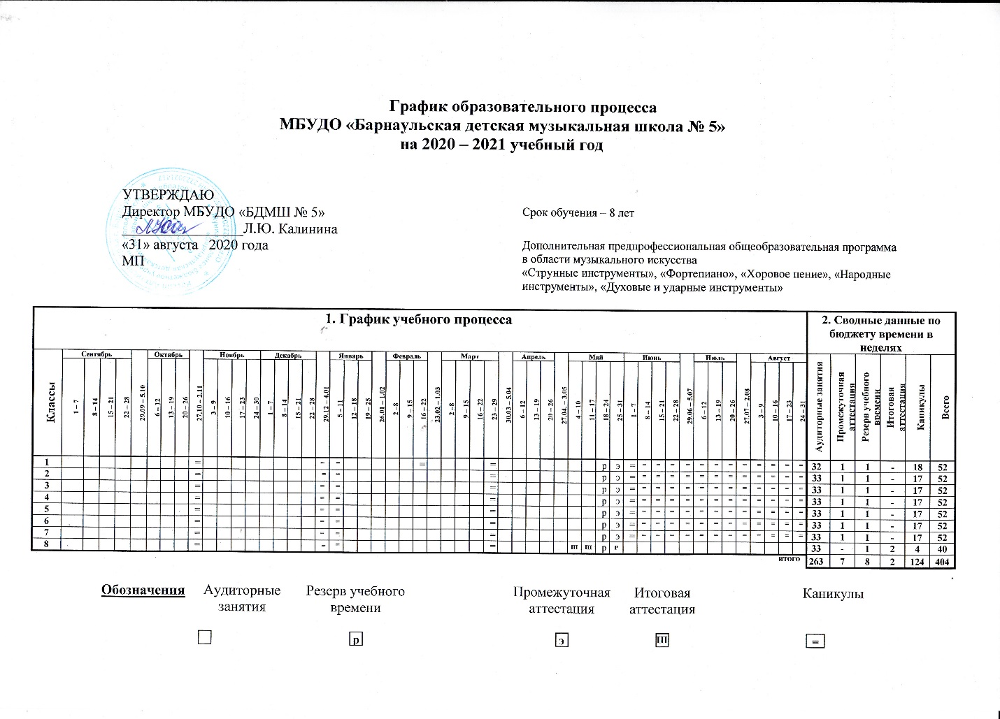 График образовательного процесса
МБУДО «Барнаульская детская музыкальная школа № 5»
на 2020 – 2021 учебный год
УТВЕРЖДАЮ
Директор МБУДО «БДМШ № 5»
Л.Ю. Калинина
«31» августа 2020 года
МП
Срок обучения – 8 лет
Дополнительная предпрофессиональная общеобразовательная программа
в области музыкального искусства
«Струнные инструменты», «Фортепиано», «Хоровое пение», «Народные
инструменты», «Духовые и ударные инструменты»
1. График учебного процесса
2. Сводные данные по
бюджету времени в
неделях
Классы
Сентябрь Октябрь Ноябрь Декабрь Январь Февраль Март Апрель Май Июнь Июль Август
1 – 7 8 – 14 15 – 21 22 – 28 29.09 – 5.10 6 – 12 13 – 19 20 – 26 27.10 – 2.11 3 – 9 10 – 16 17 – 23 24 – 30 1 – 7 8 – 14 15 – 21 22 – 28 29.12 – 4.01 5 – 11 12 – 18 19 – 25 26.01 – 1.02 2 – 8 9 – 15 16 – 22 23.02 – 1.03 2 – 8 9 – 15 16 – 22 23 – 29 30.03 – 5.04 6 – 12 13 – 19 20 – 26 27.04. – 3.05 4 – 10 11 – 17 18 – 24 25 – 31 1 – 7 8 – 14 15 – 21 22 – 28 29.06 – 5.07 6 – 12 13 – 19 20 – 26 27.07 – 2.08 3 – 9 10 – 16 17 – 23 24 – 31
Аудиторные занятия
Промежуточная аттестация
Резерв учебного времени
Итоговая аттестация
Каникулы
Всего
1 = = = = = р э = = = = = = = = = = = = = 32 1 1 - 18 52
2 = = = = р э = = = = = = = = = = = = = 33 1 1 - 17 52
3 = = = = р э = = = = = = = = = = = = = 33 1 1 - 17 52
4 = = = = р э = = = = = = = = = = = = = 33 1 1 - 17 52
5 = = = = р э = = = = = = = = = = = = = 33 1 1 - 17 52
6 = = = = р э = = = = = = = = = = = = = 33 1 1 - 17 52
7 = = = = р э = = = = = = = = = = = = = 33 1 1 - 17 52
8 = = = = III III р р 33 - 1 2 4 40
итого 263 7 8 2 124 404
Обозначения
Аудиторные
занятия
Резерв учебного
времени
р
Промежуточная
аттестация
э
Итоговая
аттестация
III
Каникулы
=